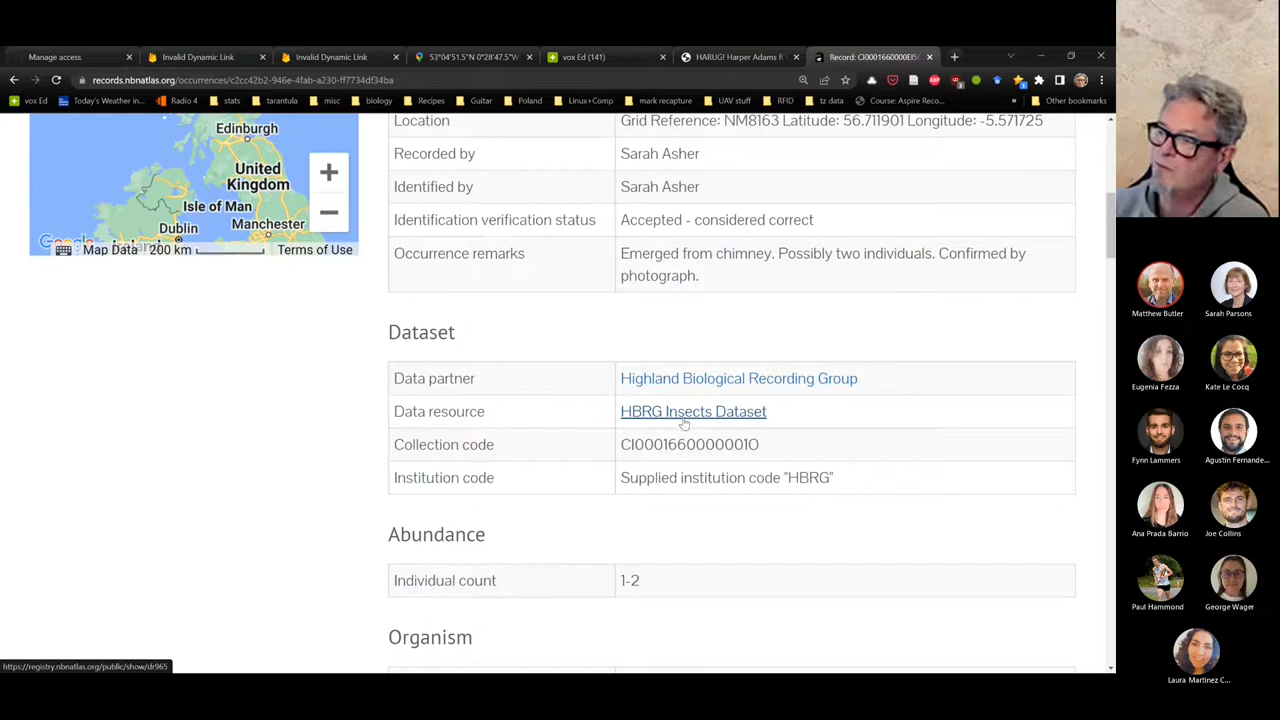 Manage access
Invalid Dynamic Link
Invalid Dynamic Link
53°04'51.5"N 0°28'47.5"W
vox Ed (141)
HARUG! Harper Adams R
Record: CI0001660000EI5C
records.nbnatlas.org/occurrences/c2cc42b2-946e-4fab-a230-ff7734df34ba
vox Ed
Today's Weather in...
Radio 4
stats
tarantula
misc
biology
Recipes
Guitar
Poland
Linux+Comp
mark recapture
UAV stuff
RFID
tz data
Course: Aspire Reco...
»
Other bookmarks
Edinburgh
United
Kingdom
Isle of Man
Dublin
Manchester
Google
Map Data
200 km
Terms of Use
Location
Grid Reference: NM8163 Latitude: 56.711901 Longitude: -5.571725
Recorded by
Sarah Asher
Identified by
Sarah Asher
Identification verification status
Accepted - considered correct
Occurrence remarks
Emerged from chimney. Possibly two individuals. Confirmed by
photograph.
Dataset
Data partner
Highland Biological Recording Group
Data resource
HBRG Insects Dataset
Collection code
CI0001660000001O
Institution code
Supplied institution code "HBRG"
Abundance
Individual count
1-2
Organism
https://registry.nbnatlas.org/public/show/dr965
Matthew Butler
Sarah Parsons
Eugenia Fezza
Kate Le Cocq
Fynn Lammers
Agustin Fernande...
Ana Prada Barrio
Joe Collins
Paul Hammond
George Wager
Laura Martinez C...